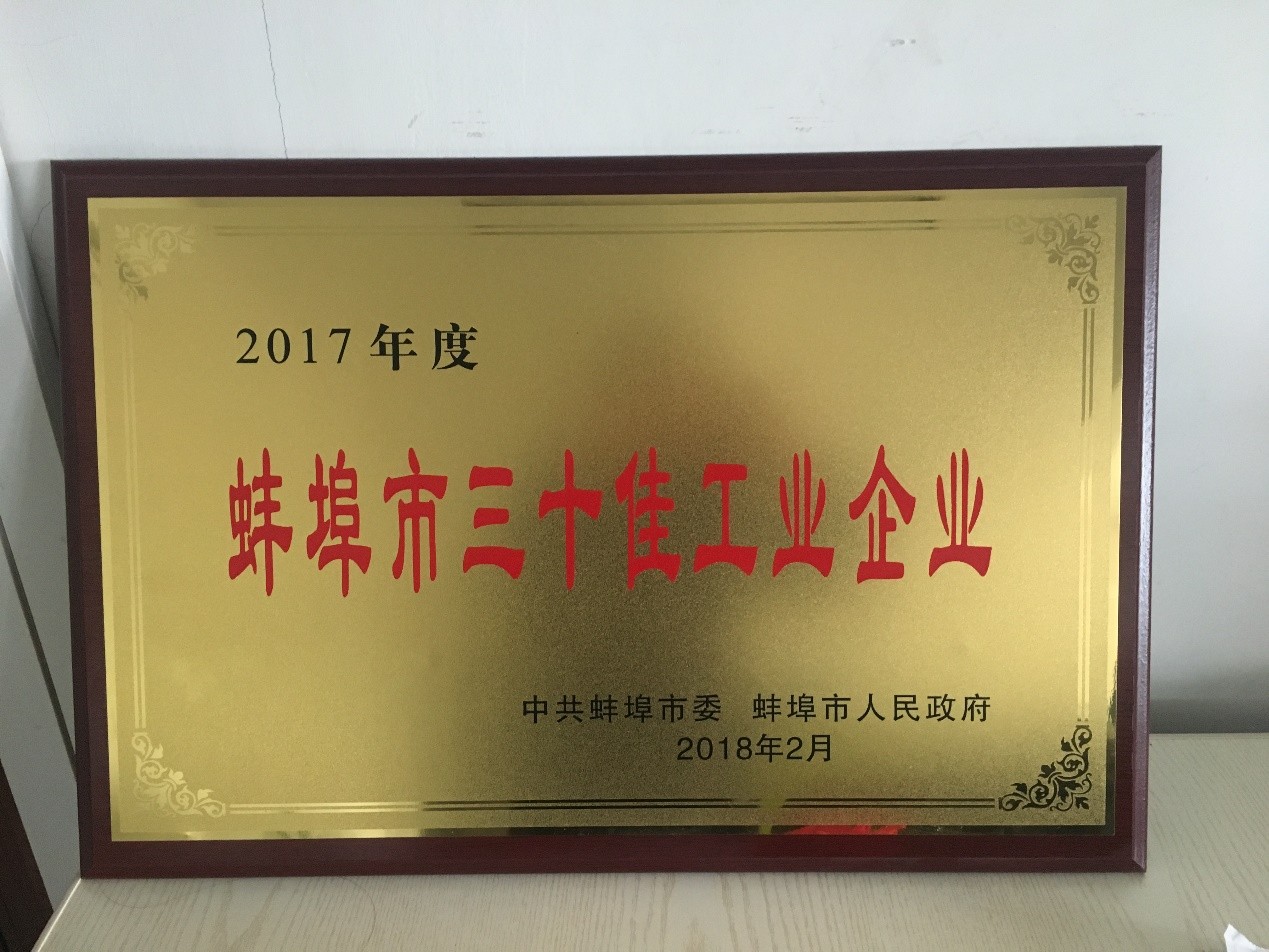 2017年度
蚌埠市三十佳工业企业
中共蚌埠市委 蚌埠市人民政府
2018年2月